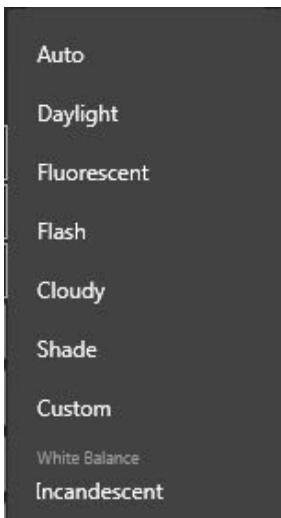 Auto
Daylight
Fluorescent
Flash
Cloudy
Shade
Custom
White Balance
Incandescent